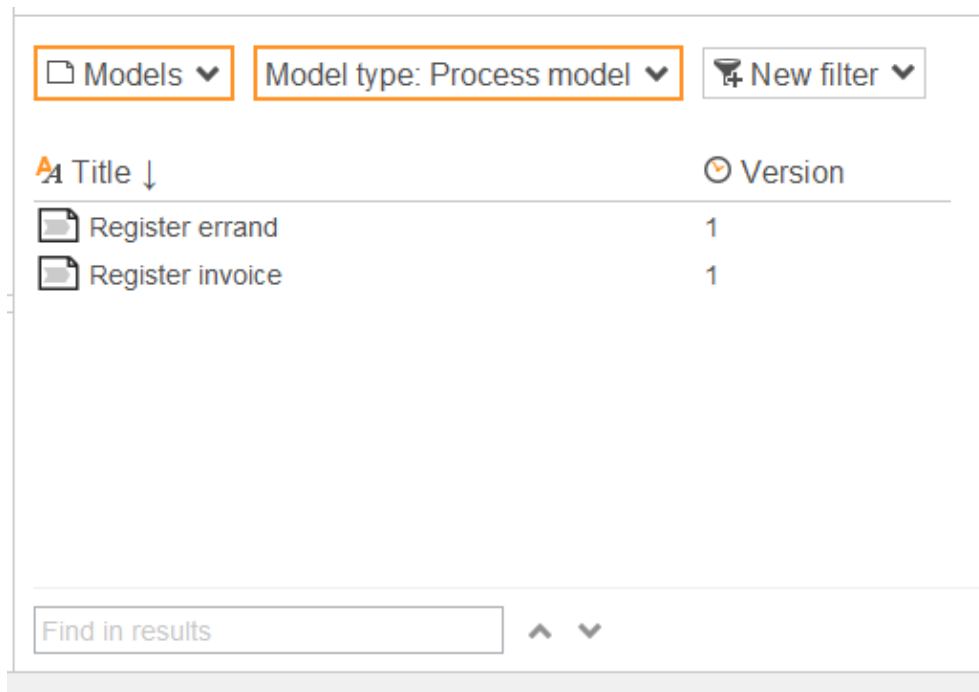 Models Model type: Process model New filter
Title ↓ Version
Register errand 1
Register invoice 1
Find in results